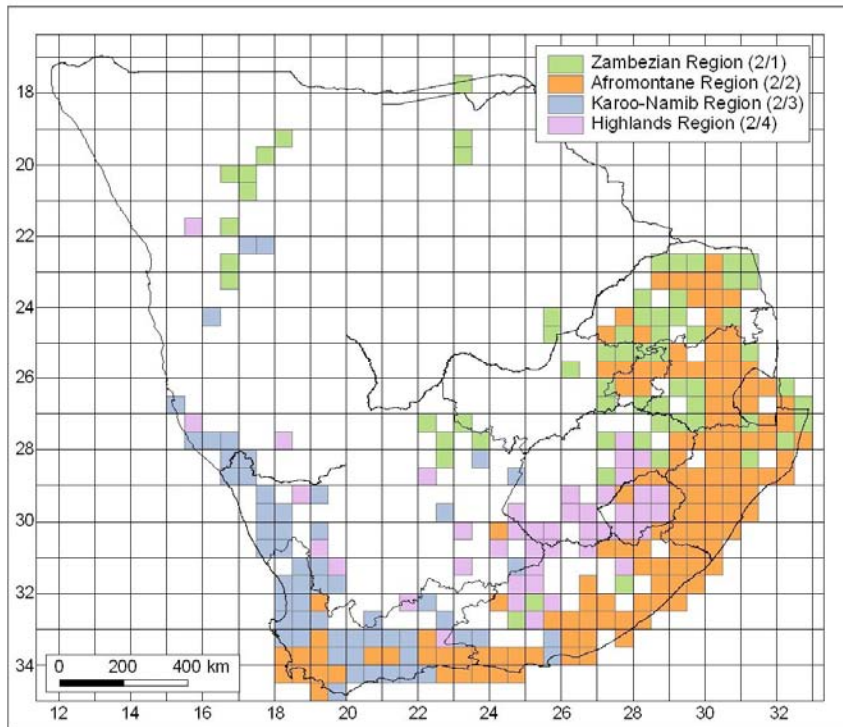 Zambezian Region (2/1)
Afromontane Region (2/2)
Karoo-Namib Region (2/3)
Highlands Region (2/4)
18
20
22
24
26
28
30
32
34
0 200 400 km
12 14 16 18 20 22 24 26 28 30 32